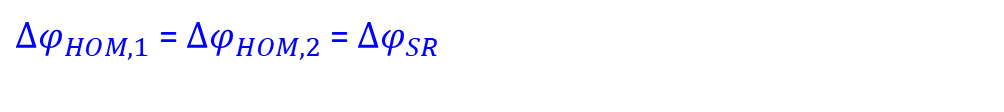 Δφ_{HOM,1} = Δφ_{HOM,2} = Δφ_{SR}